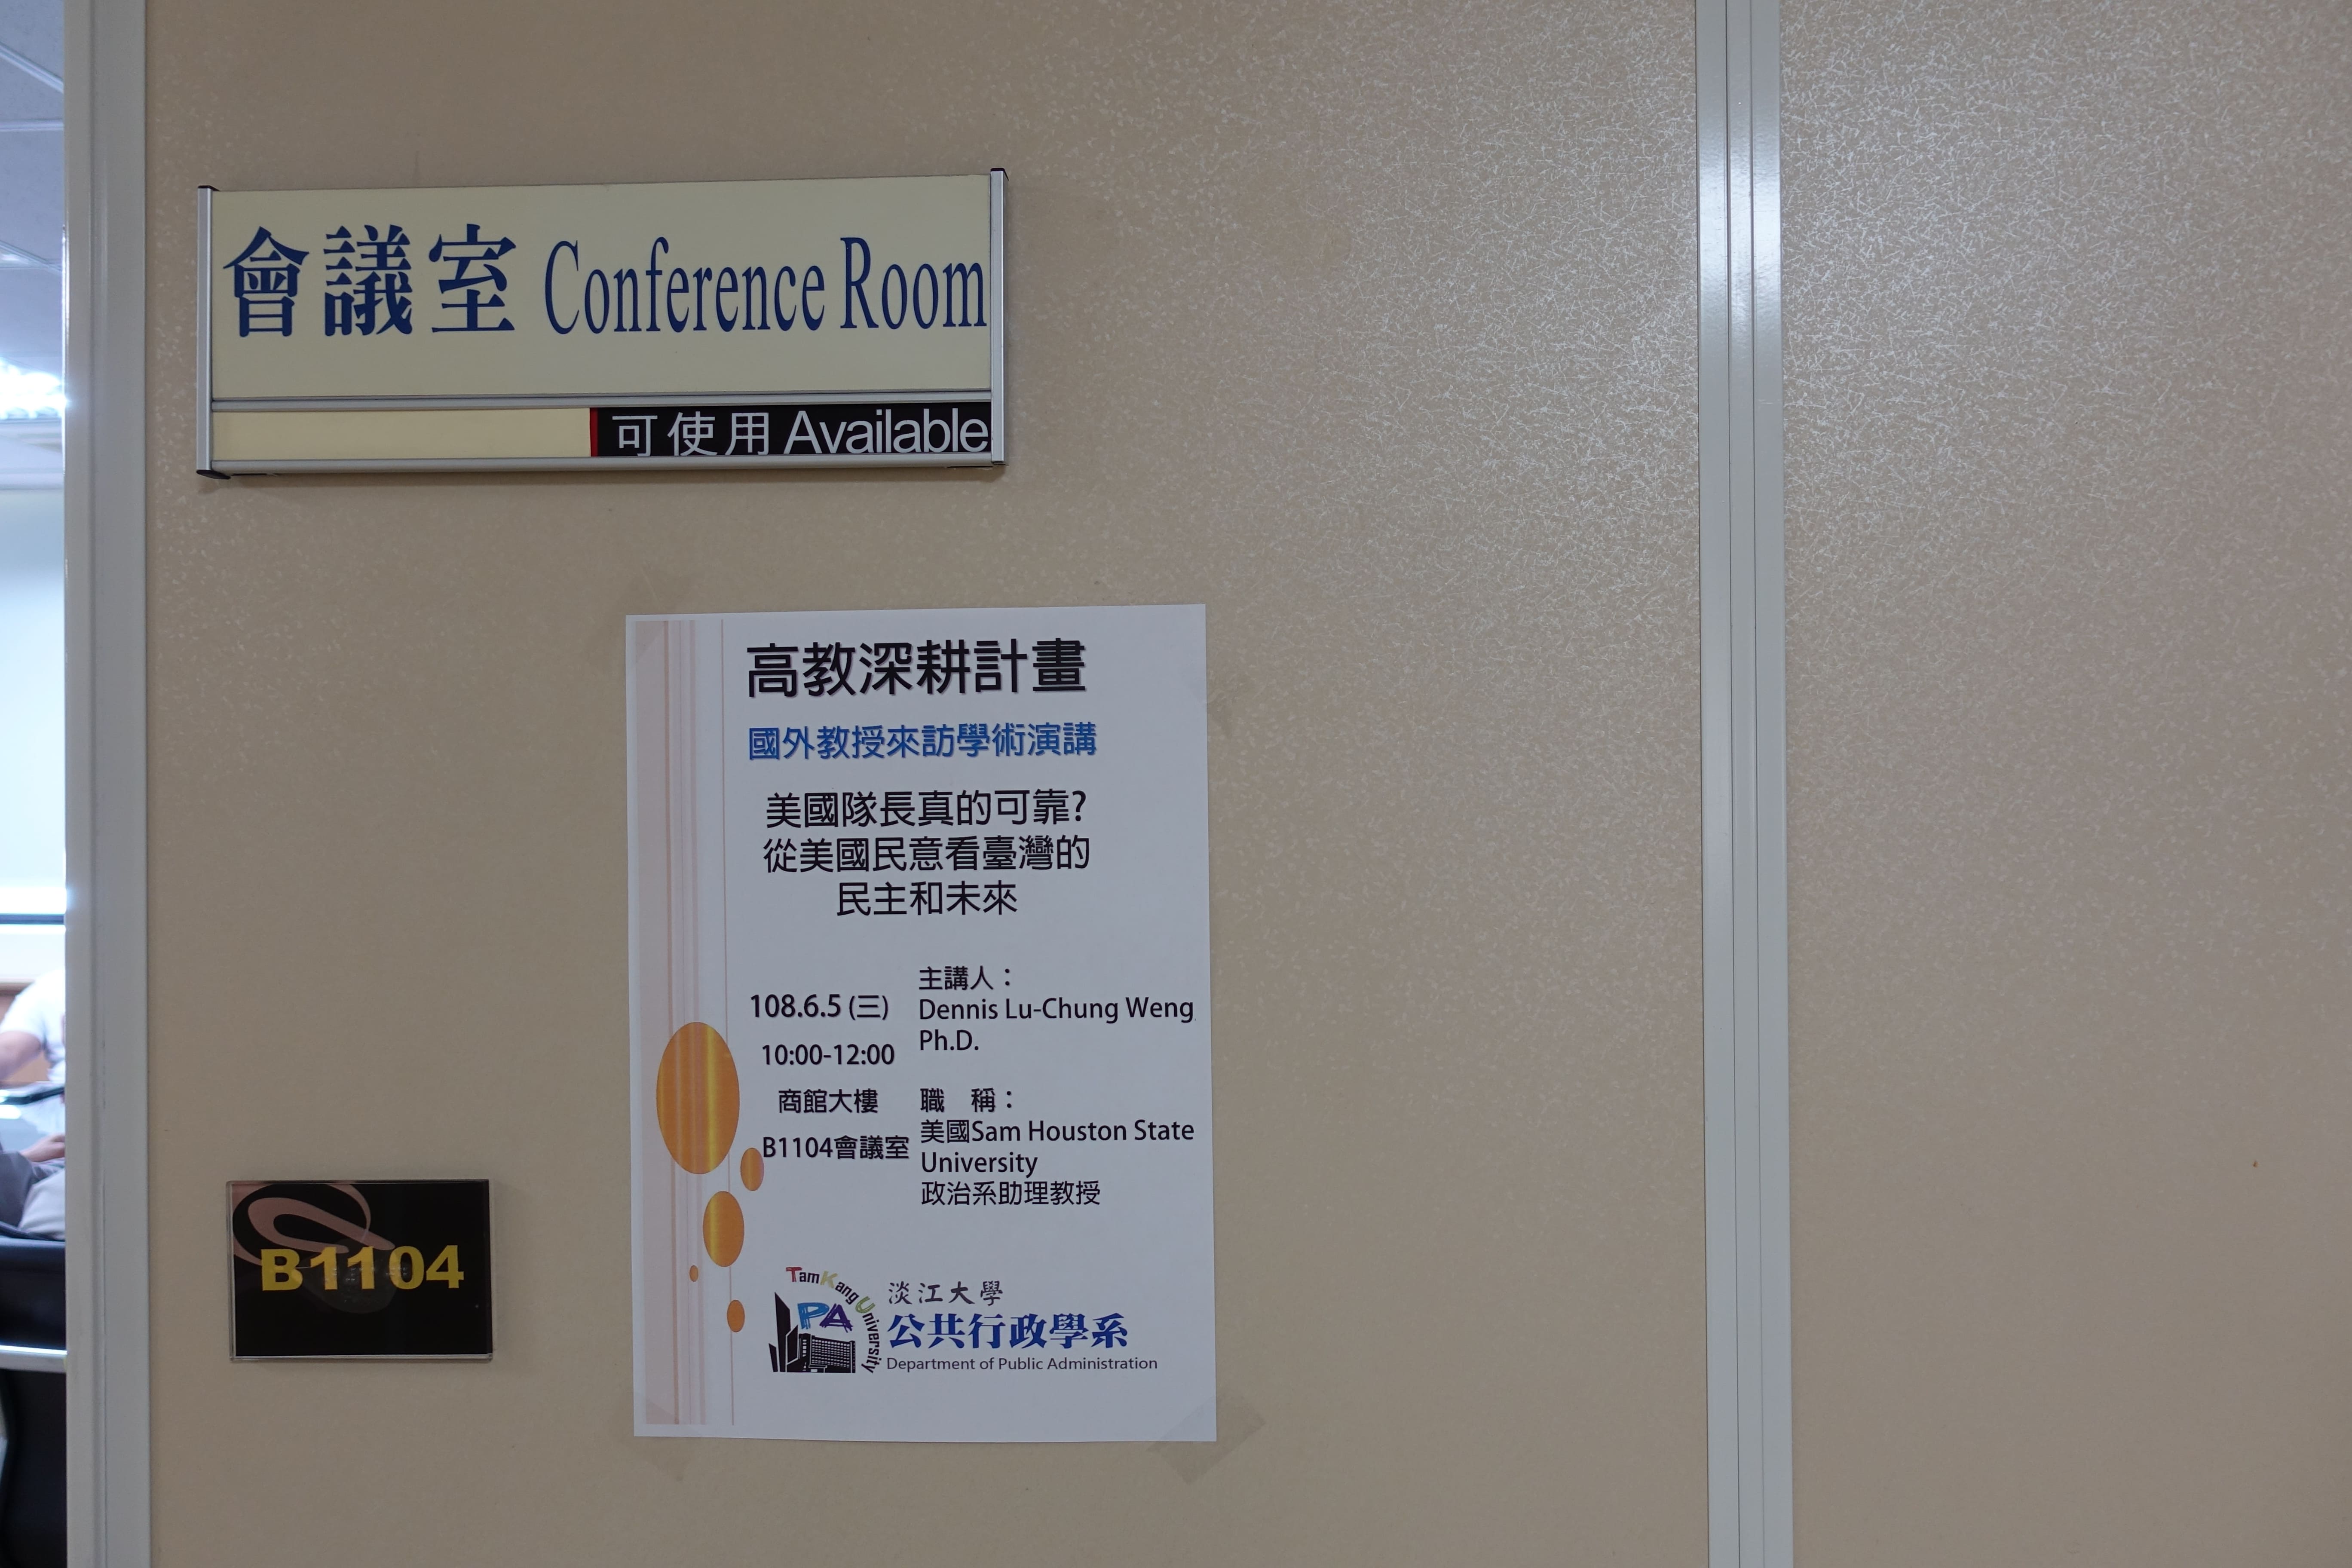 會議室 Conference Room
可使用 Available
高教深耕計畫
國外教授來訪學術演講
美國隊長真的可靠?
從美國民意看臺灣的
民主和未來
108.6.5 (三)
10:00-12:00
商館大樓
B1104會議室
主講人：
Dennis Lu-Chung Weng
Ph.D.
職　稱：
美國Sam Houston State
University
政治系助理教授
TamKang University
PA
淡江大學
公共行政學系
Department of Public Administration
B1104